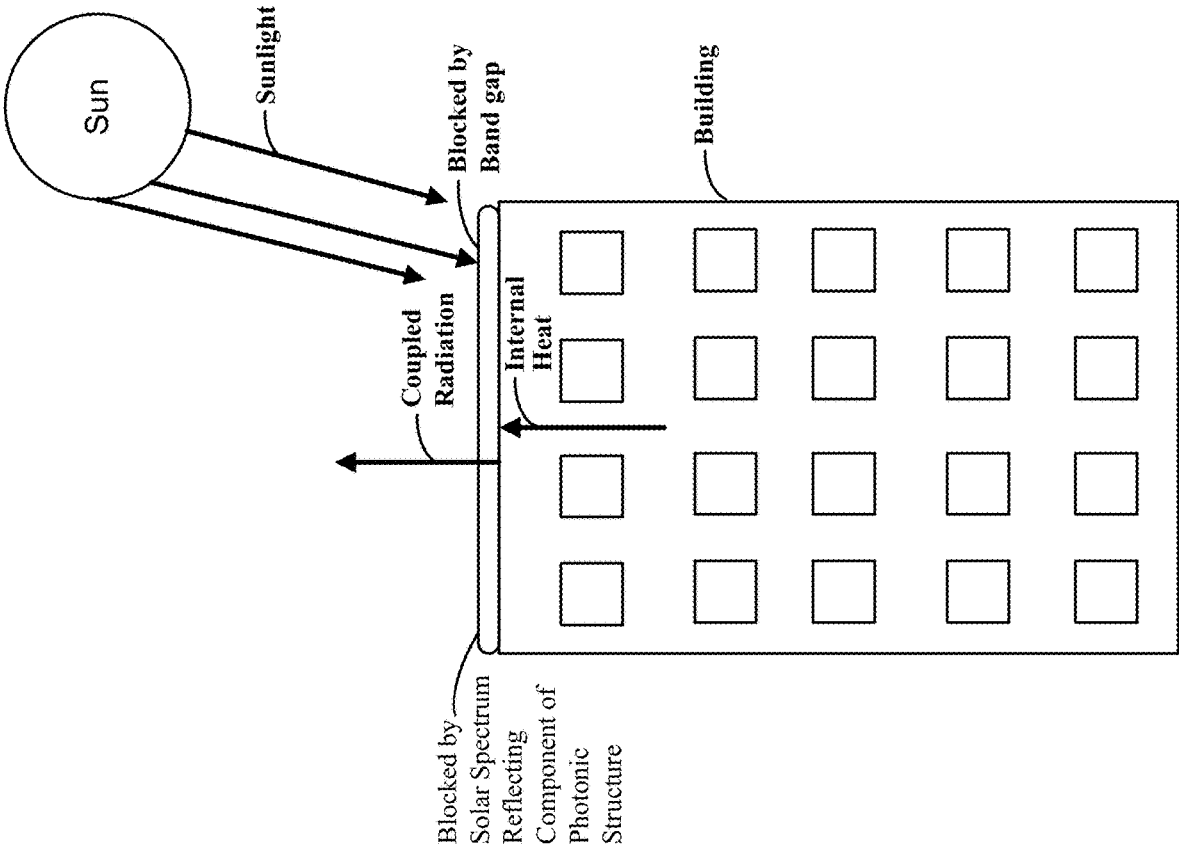 Sun
Sunlight
Blocked by
Band gap
Coupled
Radiation
Internal
Heat
Building
Blocked by
Solar Spectrum
Reflecting
Component of
Photonic
Structure